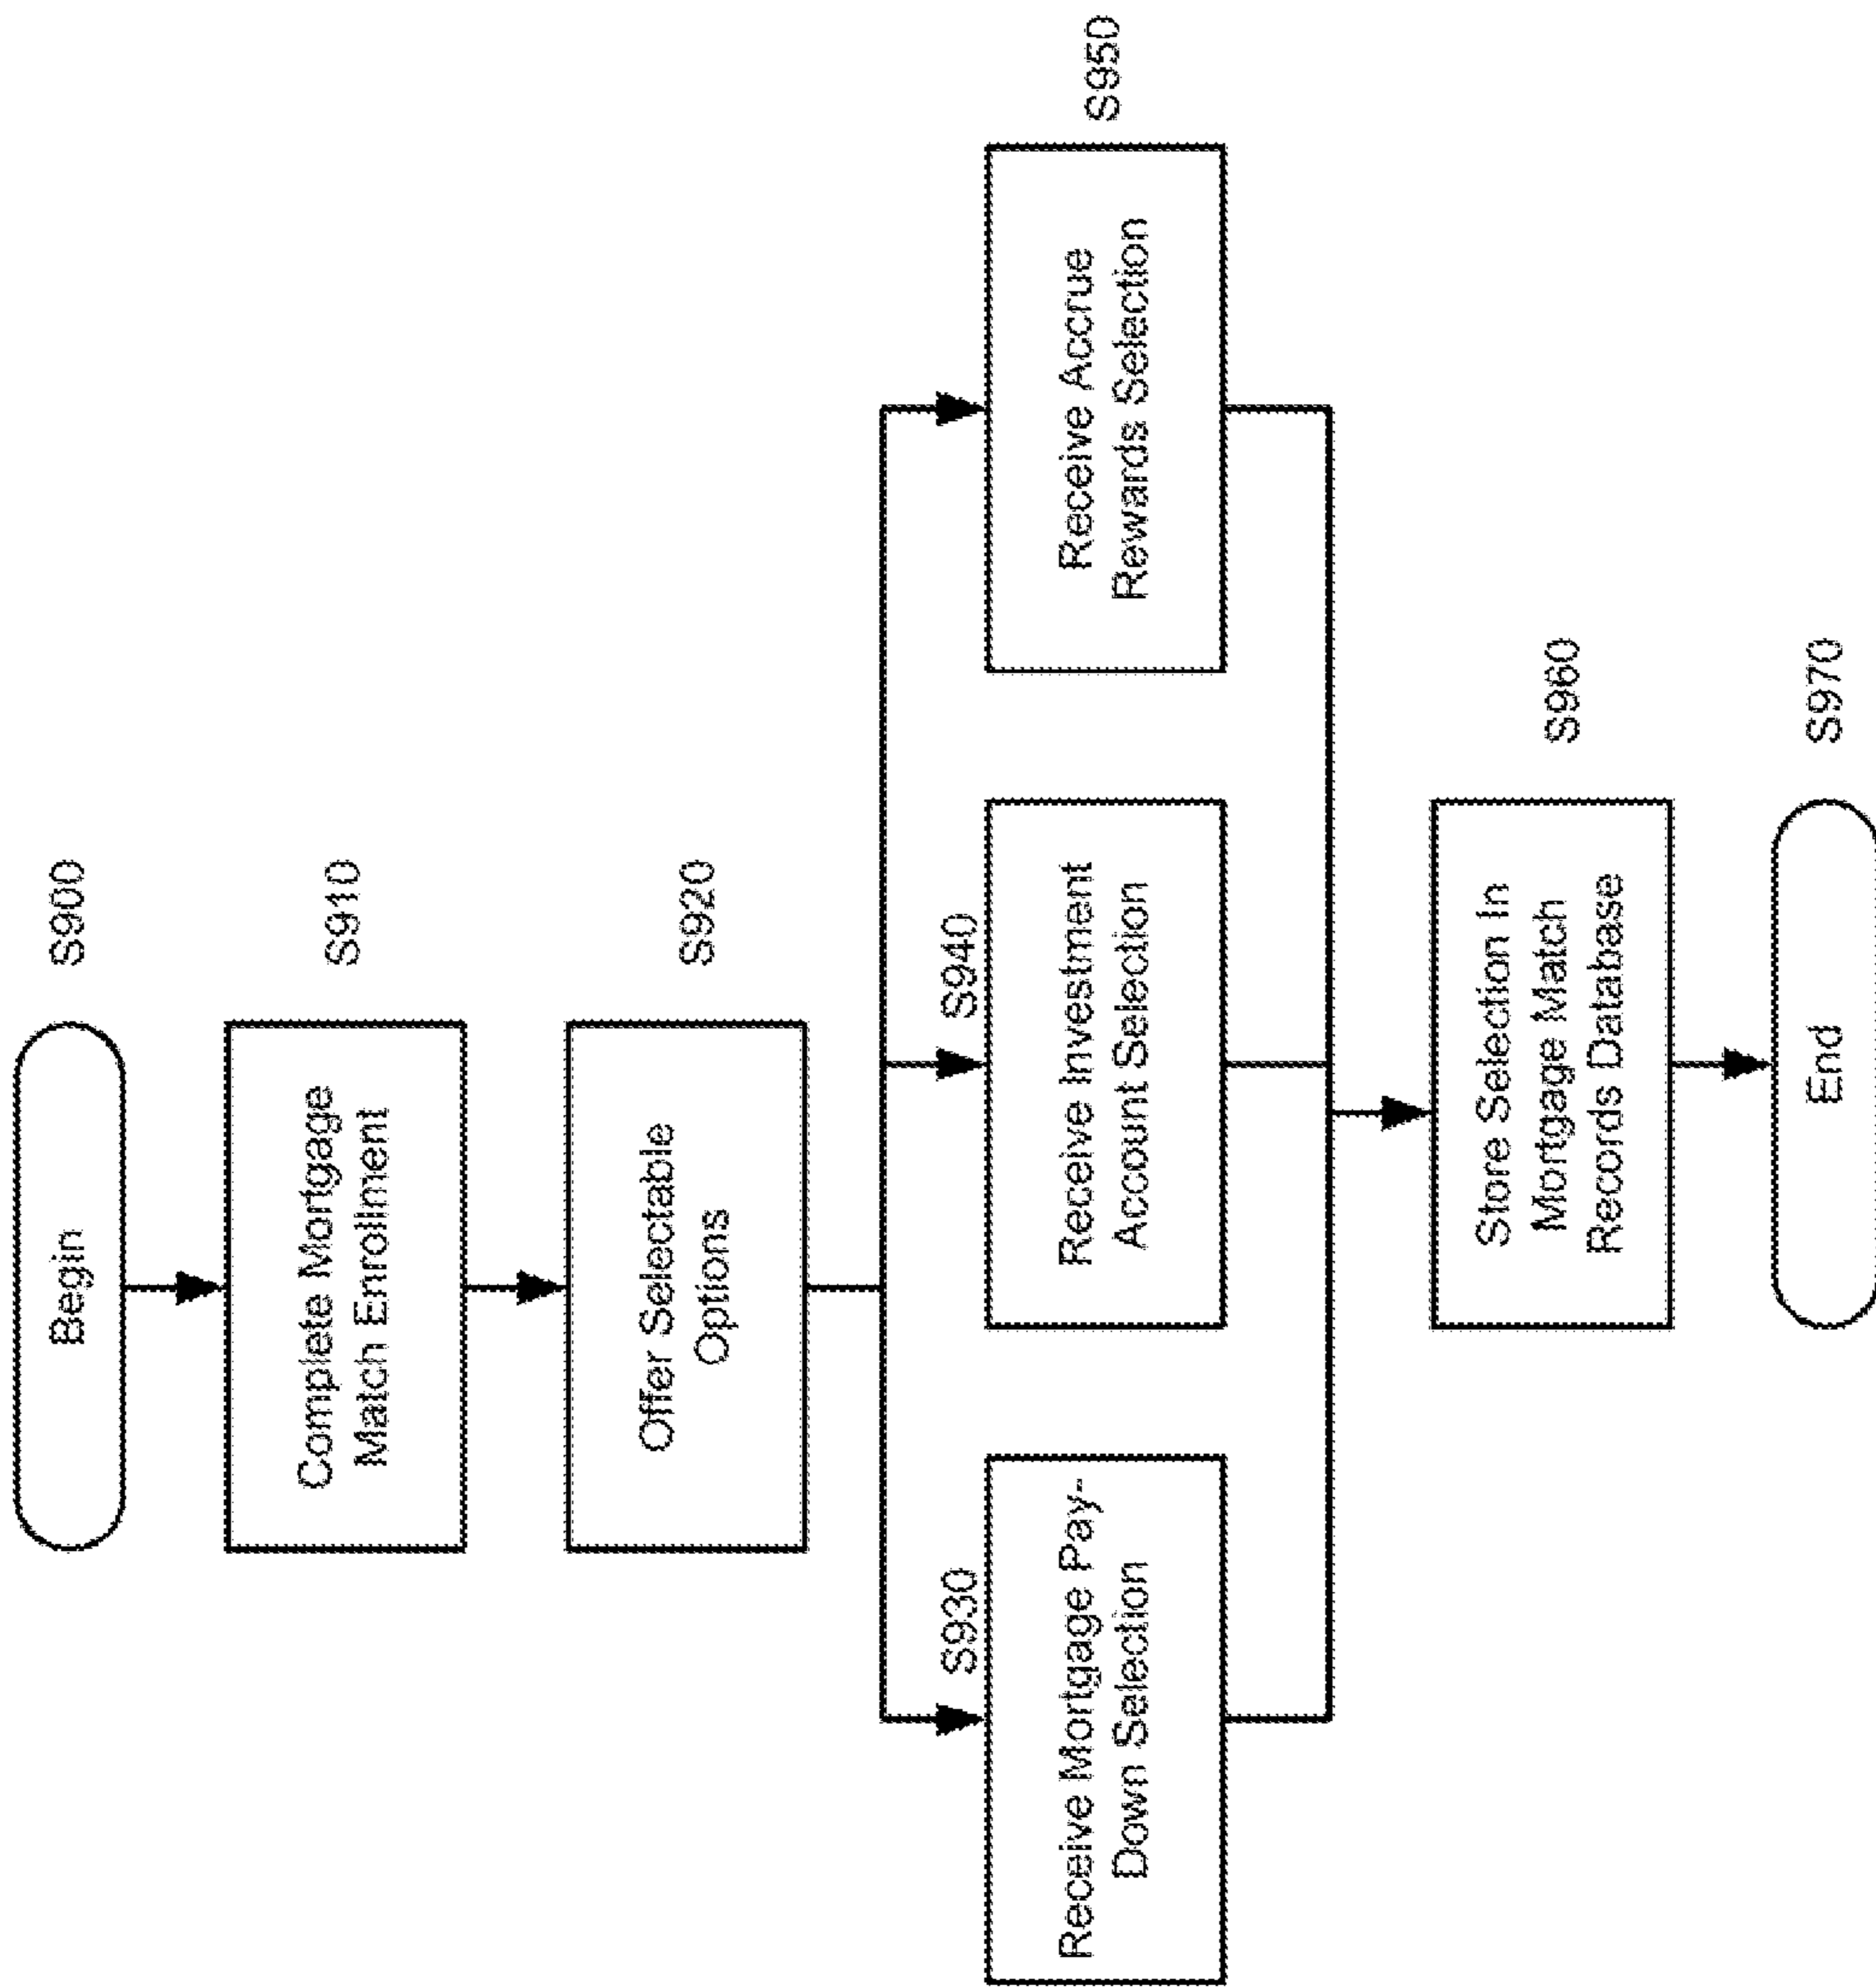 Begin
S900
Complete Mortgage
Match Enrollment
S910
Offer Selectable
Options
S920
S930
Receive Mortgage Pay-
Down Selection
S940
Receive Investment
Account Selection
Receive Accrue
Rewards Selection
S950
Store Selection In
Mortgage Match
Records Database
S960
End
S970